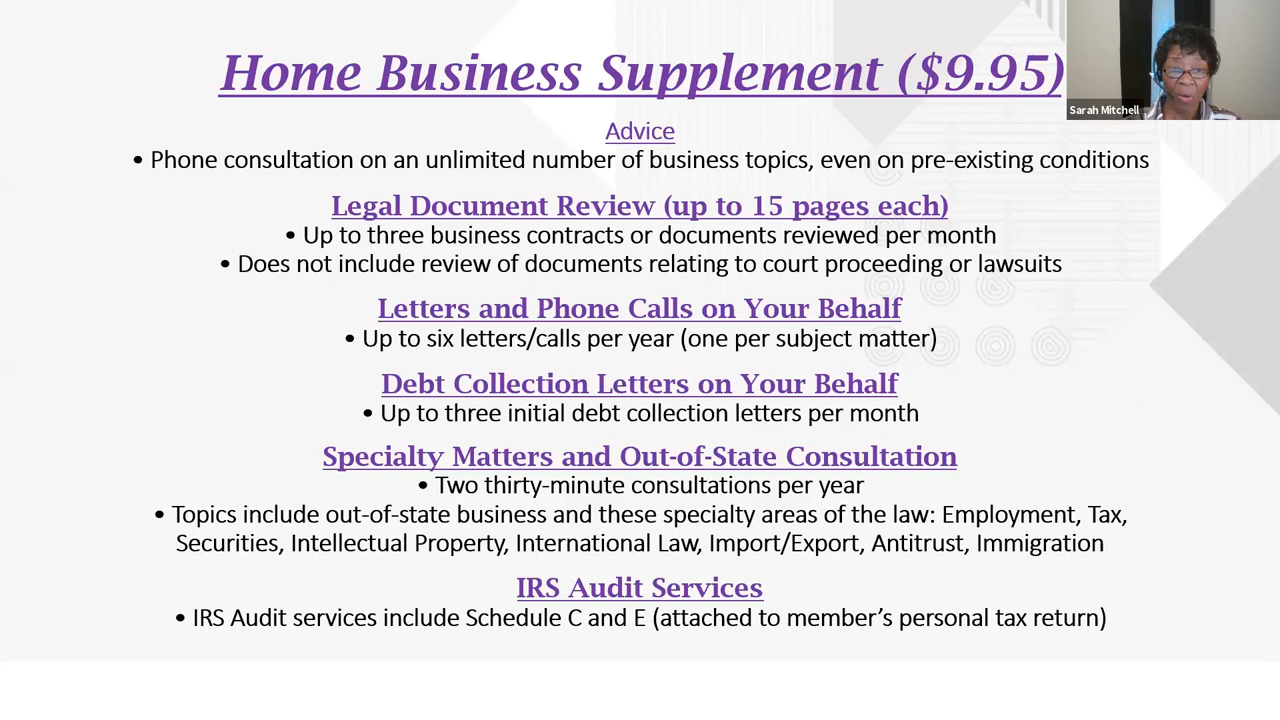 Home Business Supplement ($9.95)
Sarah Mitchell
Advice
• Phone consultation on an unlimited number of business topics, even on pre-existing conditions
Legal Document Review (up to 15 pages each)
• Up to three business contracts or documents reviewed per month
• Does not include review of documents relating to court proceeding or lawsuits
Letters and Phone Calls on Your Behalf
• Up to six letters/calls per year (one per subject matter)
Debt Collection Letters on Your Behalf
• Up to three initial debt collection letters per month
Specialty Matters and Out-of-State Consultation
• Two thirty-minute consultations per year
• Topics include out-of-state business and these specialty areas of the law: Employment, Tax,
Securities, Intellectual Property, International Law, Import/Export, Antitrust, Immigration
IRS Audit Services
• IRS Audit services include Schedule C and E (attached to member’s personal tax return)